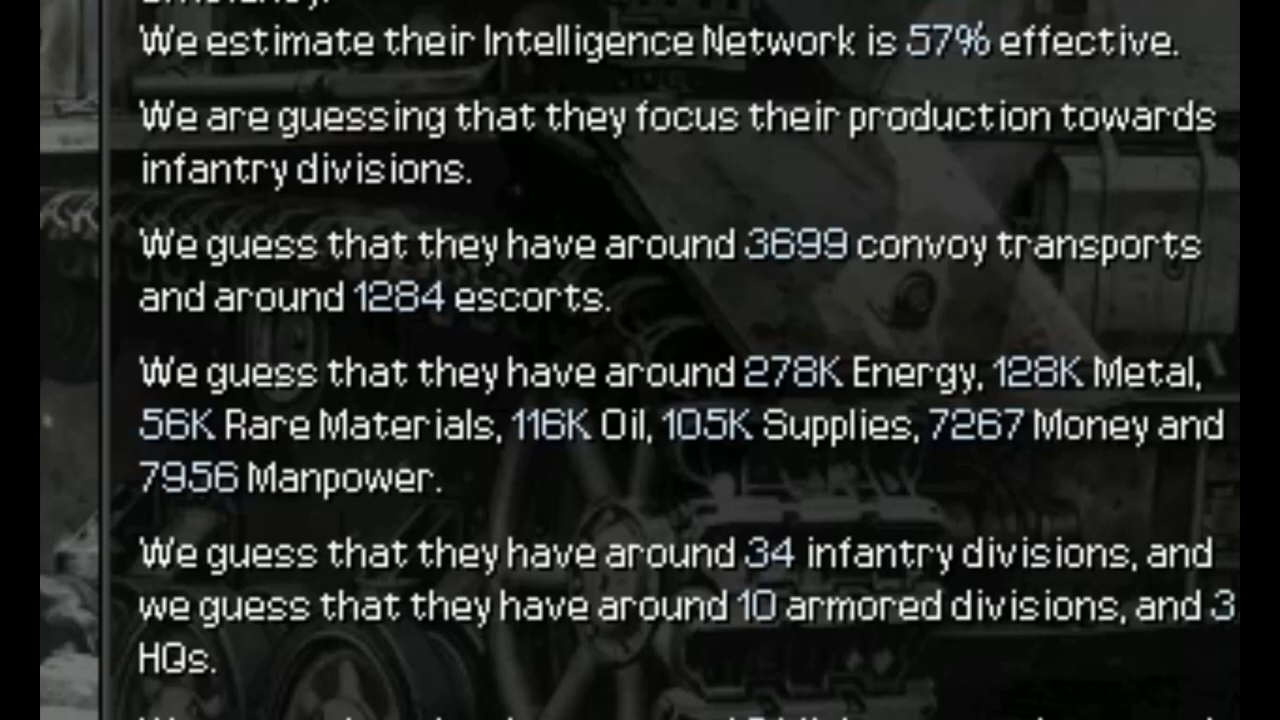 We estimate their Intelligence Network is 57% effective.
We are guessing that they focus their production towards
infantry divisions.
We guess that they have around 3699 convoy transports
and around 1284 escorts.
We guess that they have around 278K Energy, 128K Metal,
56K Rare Materials, 116K Oil, 105K Supplies, 7267 Money and
7956 Manpower.
We guess that they have around 34 infantry divisions, and
we guess that they have around 10 armored divisions, and 3
HQs.